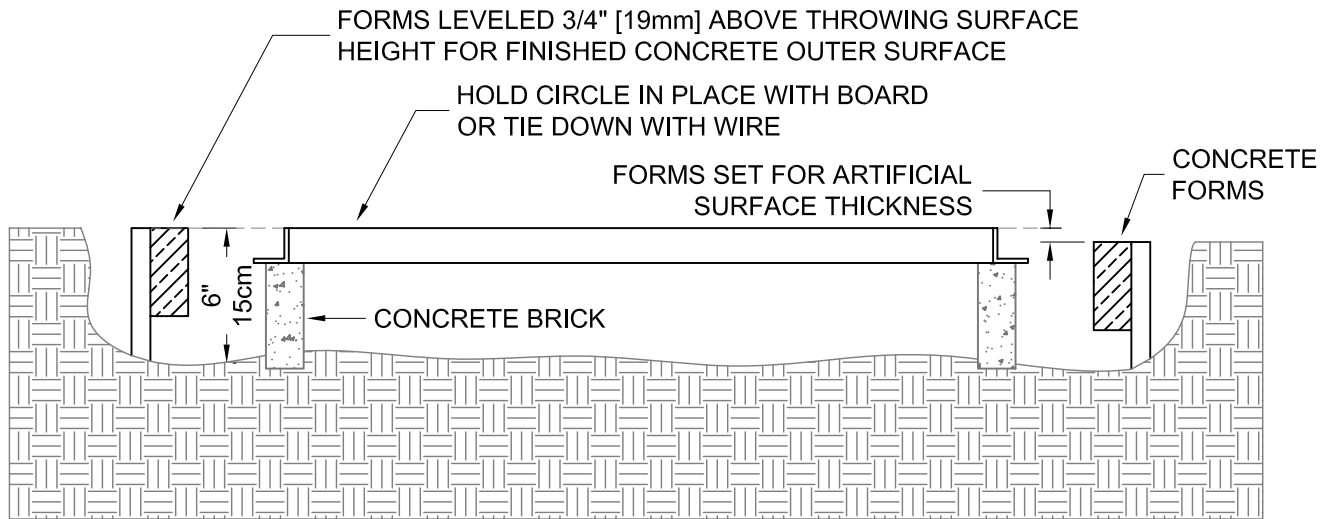 FORMS LEVELED 3/4" [19mm] ABOVE THROWING SURFACE
HEIGHT FOR FINISHED CONCRETE OUTER SURFACE
HOLD CIRCLE IN PLACE WITH BOARD
OR TIE DOWN WITH WIRE
FORMS SET FOR ARTIFICIAL
SURFACE THICKNESS
CONCRETE
FORMS
6"
15cm
CONCRETE BRICK